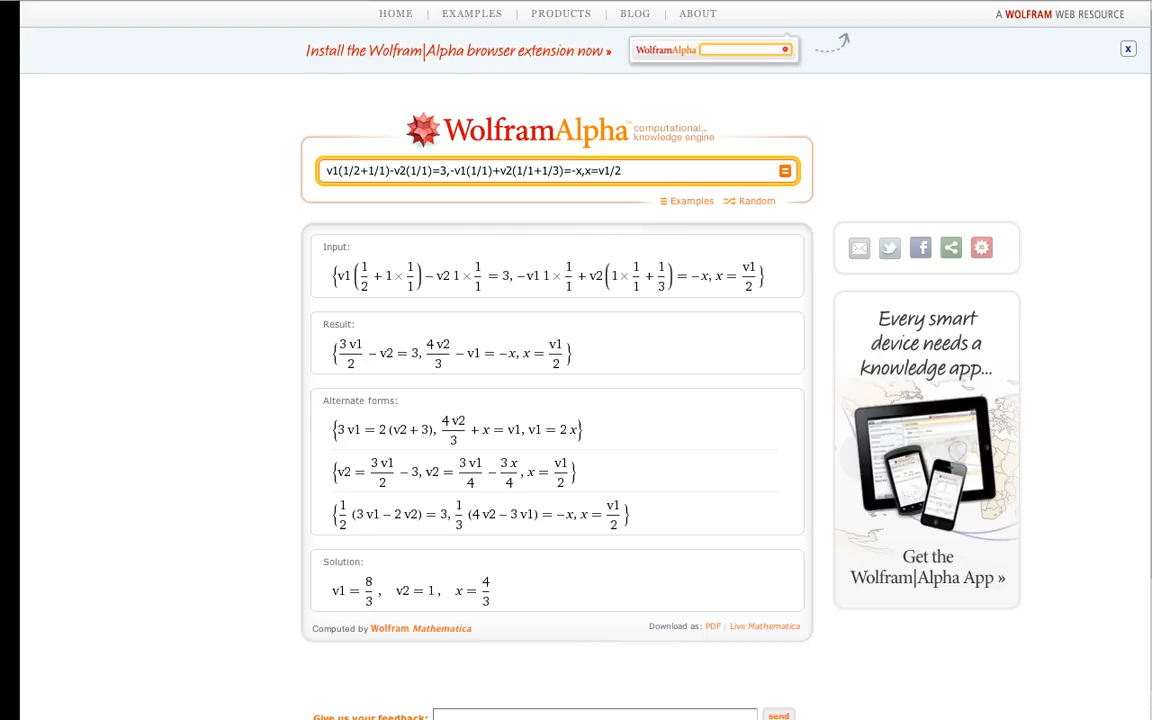 HOME | EXAMPLES | PRODUCTS | BLOG | ABOUT
A WOLFRAM WEB RESOURCE
Install the Wolfram|Alpha browser extension now »
WolframAlpha
x
WolframAlpha™ computational...
knowledge engine
v1(1/2+1/1)-v2(1/1)=3,-v1(1/1)+v2(1/1+1/3)=-x,x=v1/2
Examples Random
Input:
{v1(1/2 + 1×1/1) − v2 1×1/1 = 3, −v1 1×1/1 + v2(1×1/1 + 1/3) = −x, x = v1/2}
Result:
{3 v1/2 − v2 = 3, 4 v2/3 − v1 = −x, x = v1/2}
Alternate forms:
{3 v1 = 2 (v2 + 3), 4 v2/3 + x = v1, v1 = 2 x}
{v2 = 3 v1/2 − 3, v2 = 3 v1/4 − 3 x/4, x = v1/2}
{1/2 (3 v1 − 2 v2) = 3, 1/3 (4 v2 − 3 v1) = −x, x = v1/2}
Solution:
v1 = 8/3, v2 = 1, x = 4/3
Computed by Wolfram Mathematica
Download as: PDF | Live Mathematica
Every smart
device needs a
knowledge app...
Get the
Wolfram|Alpha App »
Give us your feedback:
send